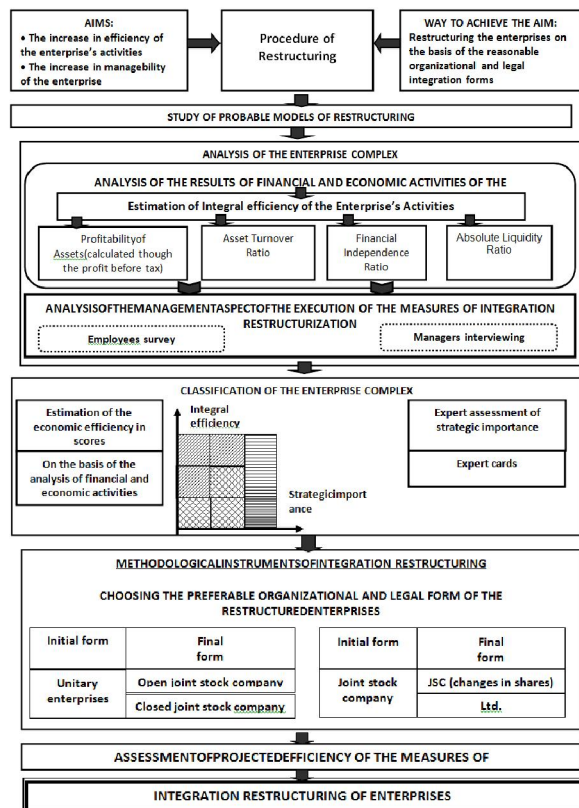 AIMS:
• The increase in efficiency of
the enterprise's activities
• The increase in managebility
of the enterprise
Procedure of
Restructuring
WAY TO ACHIEVE THE AIM:
Restructuring the enterprises on
the basis of the reasonable
organizational and legal
integration forms
STUDY OF PROBABLE MODELS OF RESTRUCTURING
ANALYSIS OF THE ENTERPRISE COMPLEX
ANALYSIS OF THE RESULTS OF FINANCIAL AND ECONOMIC ACTIVITIES OF THE
Estimation of Integral efficiency of the Enterprise's Activities
Profitabilityof
Assets(calculated though
the profit before tax)
Asset Turnover
Ratio
Financial
Independence
Ratio
Absolute Liquidity
Ratio
ANALYSISOFTHEMANAGEMENTASPECTOFTHE EXECUTION OF THE MEASURES OF INTEGRATION
RESTRUCTURIZATION
Employees survey
Managers interviewing
CLASSIFICATION OF THE ENTERPRISE COMPLEX
Estimation of the
economic efficiency in
scores
On the basis of the
analysis of financial and
economic activities
Integral
efficiency
Strategicimport
ance
Expert assessment of
strategic importance
Expert cards
METHODOLOGICALINSTRUMENTSOFINTEGRATION RESTRUCTURING
CHOOSING THE PREFERABLE ORGANIZATIONAL AND LEGAL FORM OF THE
RESTRUCTUREDENTERPRISES
Initial form
Final
form
Unitary
enterprises
Open joint stock company
Closed joint stock company
Initial form
Final
form
Joint stock
company
JSC (changes in shares)
Ltd.
ASSESSMENTOFPROJECTEDEFFICIENCY OF THE MEASURES OF
INTEGRATION RESTRUCTURING OF ENTERPRISES